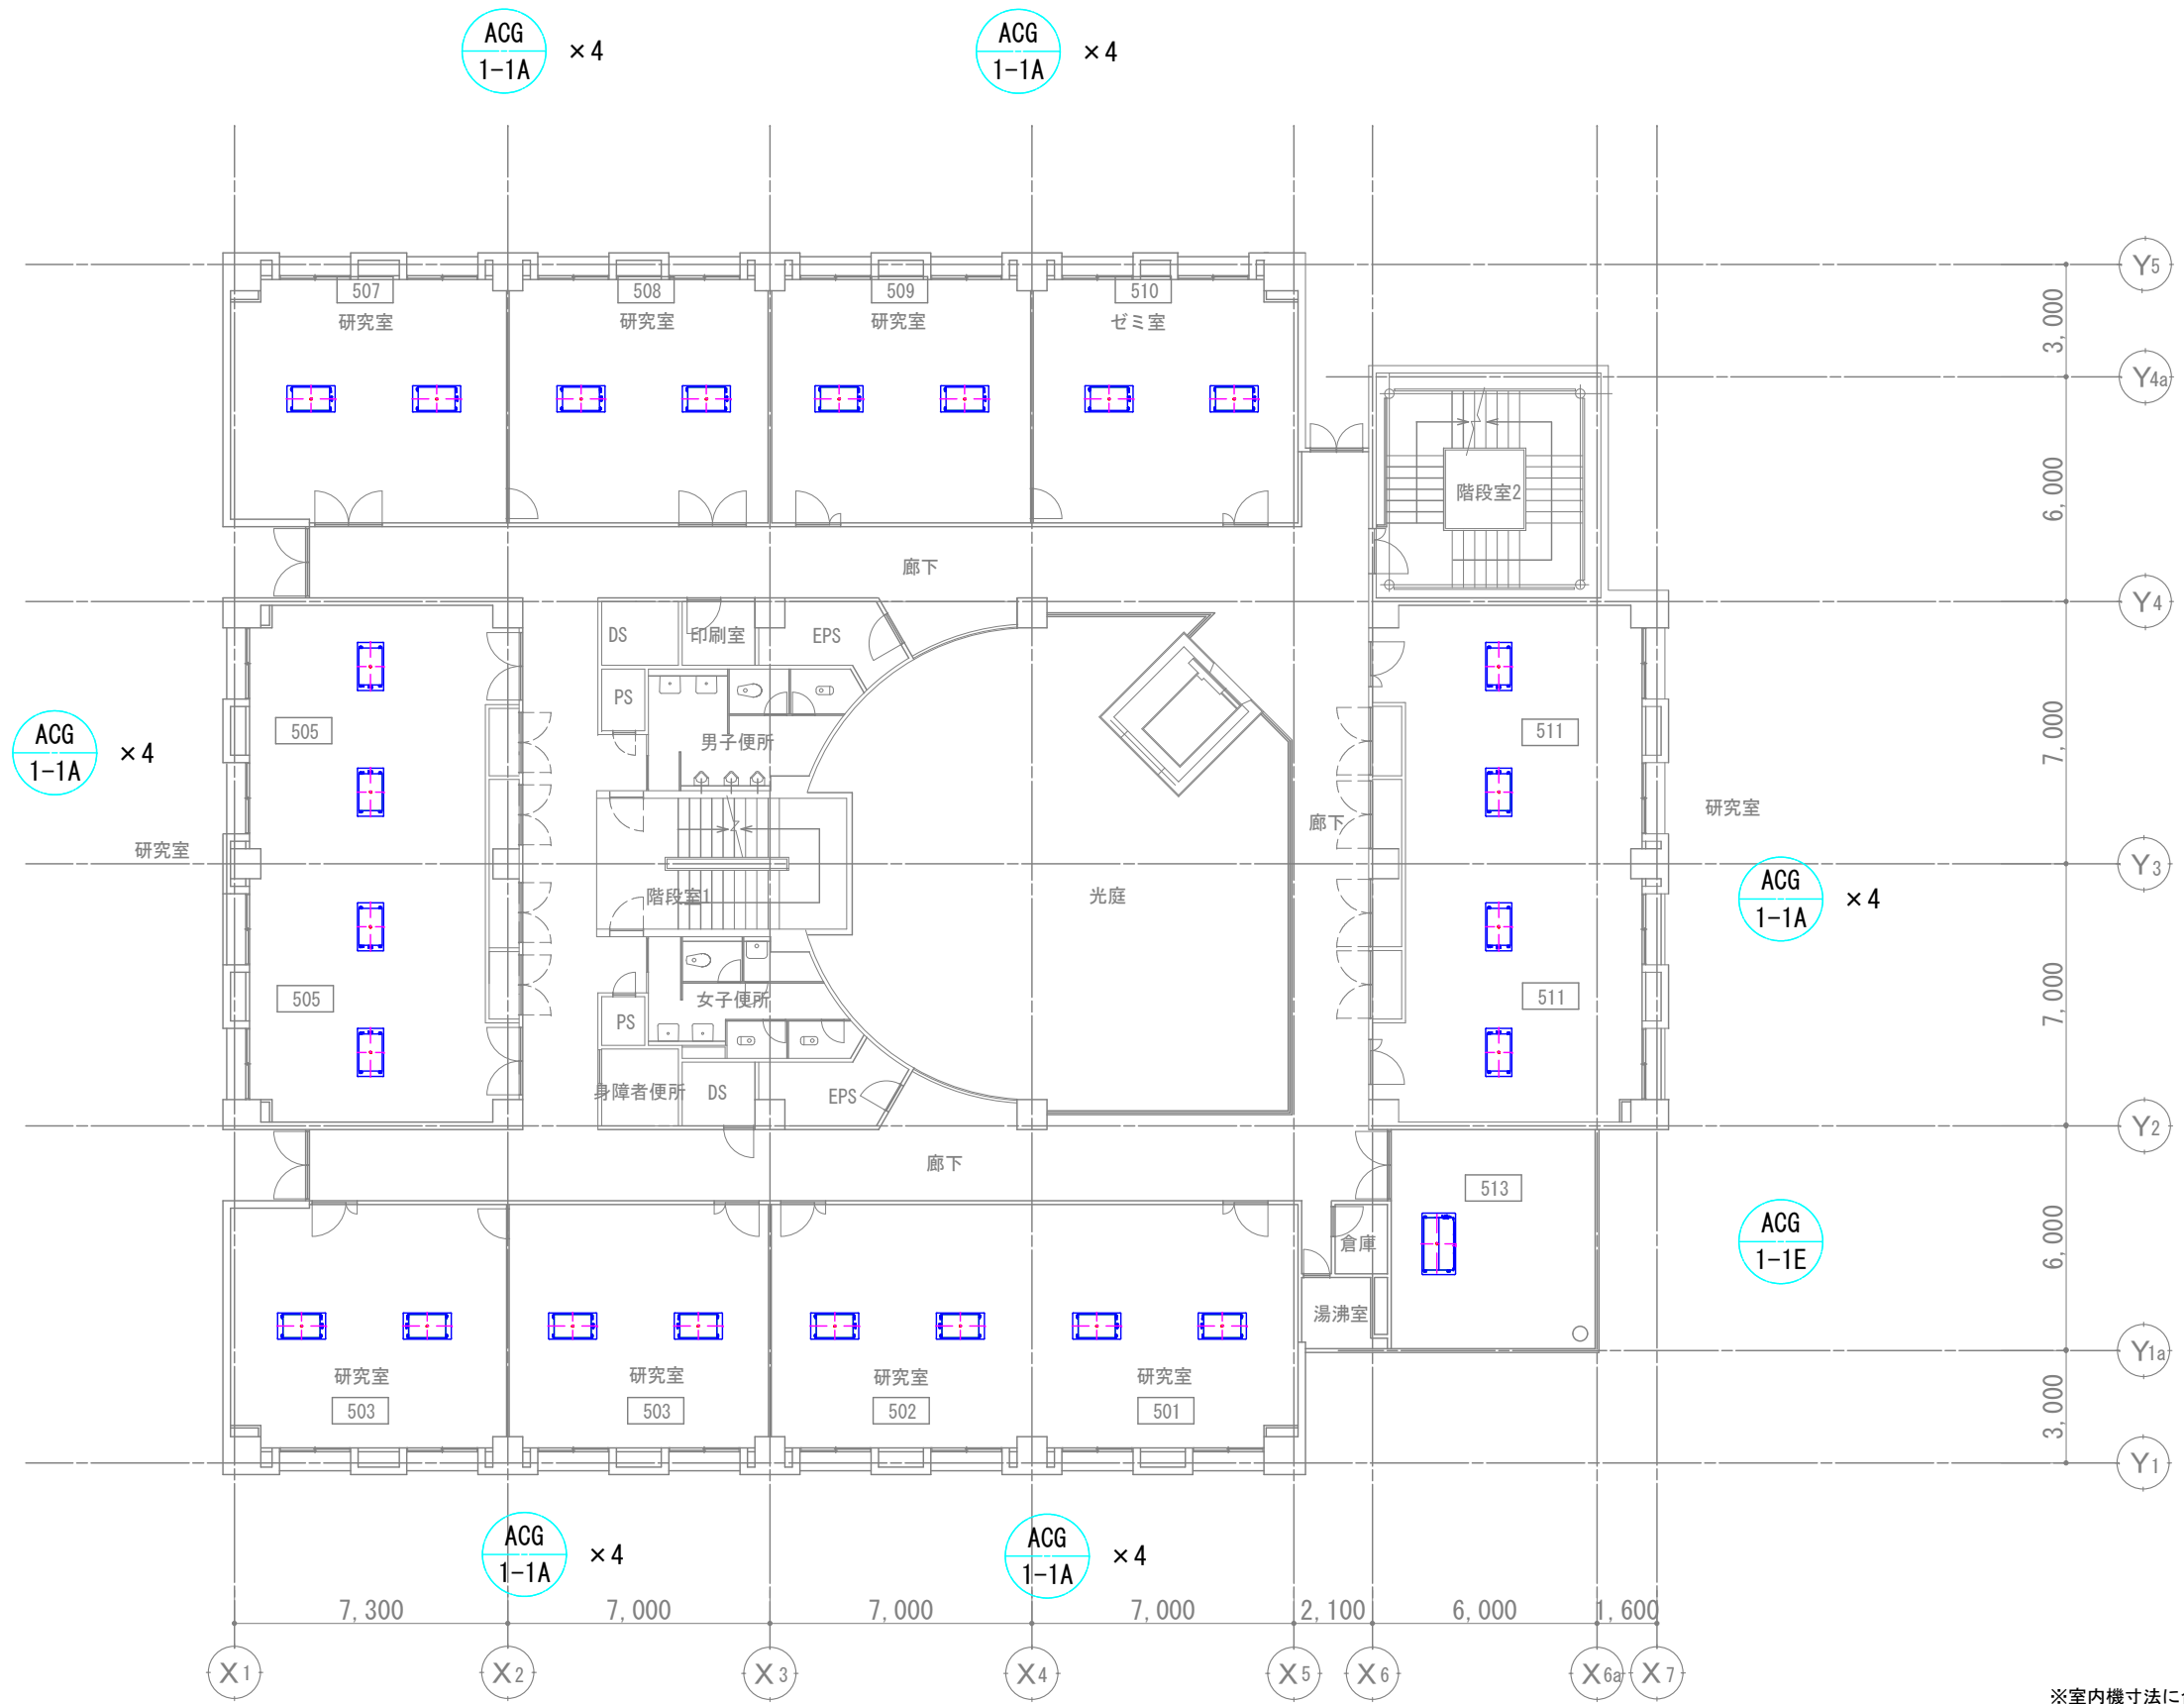 ACG
1-1A
×4
ACG
1-1A
×4
Y5
507
508
509
510
研究室
研究室
研究室
ゼミ室
3,000
Y4a
階段室2
6,000
廊下
Y4
DS
印刷室
EPS
PS
505
511
ACG
1-1A
×4
男子便所
7,000
研究室
廊下
研究室
Y3
階段室1
光庭
ACG
1-1A
×4
505
女子便所
511
7,000
PS
身障者便所
DS
EPS
Y2
廊下
513
ACG
1-1E
倉庫
6,000
湯沸室
Y1a
研究室
研究室
研究室
研究室
503
503
502
501
3,000
Y1
ACG
1-1A
×4
ACG
1-1A
×4
7,300
7,000
7,000
7,000
2,100
6,000
1,600
X1
X2
X3
X4
X5
X6
X6a
X7
※室内機寸法に